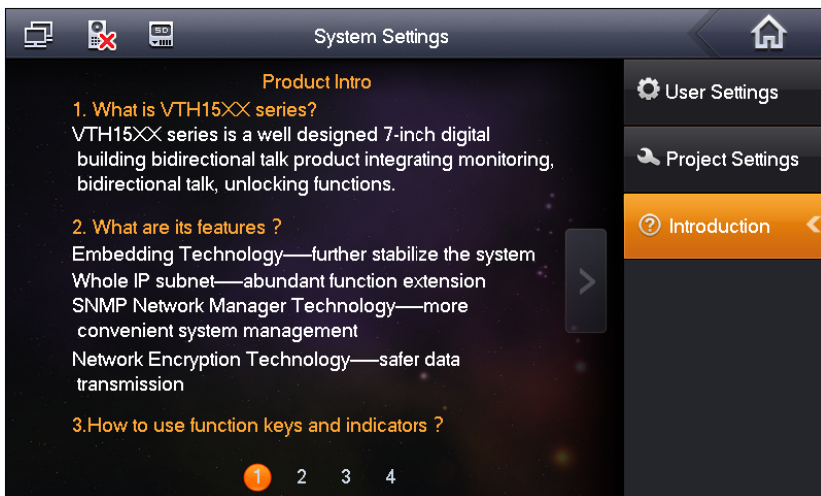 SD
System Settings
Product Intro
1. What is VTH15XX series?
VTH15XX series is a well designed 7-inch digital
building bidirectional talk product integrating monitoring,
bidirectional talk, unlocking functions.
2. What are its features ?
Embedding Technology——further stabilize the system
Whole IP subnet——abundant function extension
SNMP Network Manager Technology——more
convenient system management
Network Encryption Technology——safer data
transmission
3.How to use function keys and indicators ?
1 2 3 4
User Settings
Project Settings
Introduction